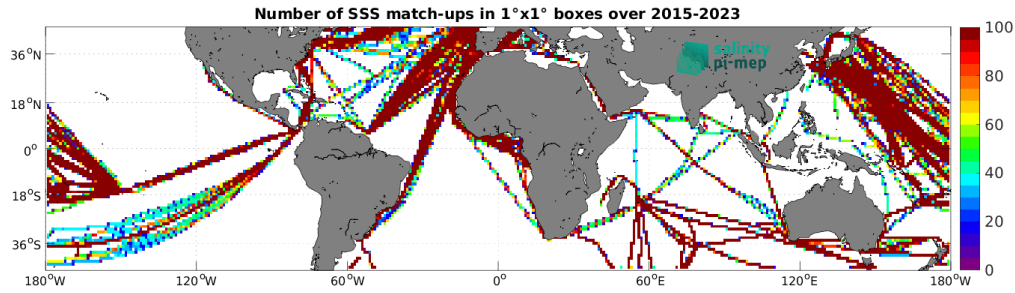 Number of SSS match-ups in 1°x1° boxes over 2015-2023
salinity
pi-mep
36°N
18°N
0°
18°S
36°S
180°W 120°W 60°W 0° 60°E 120°E 180°W
100
80
60
40
20
0